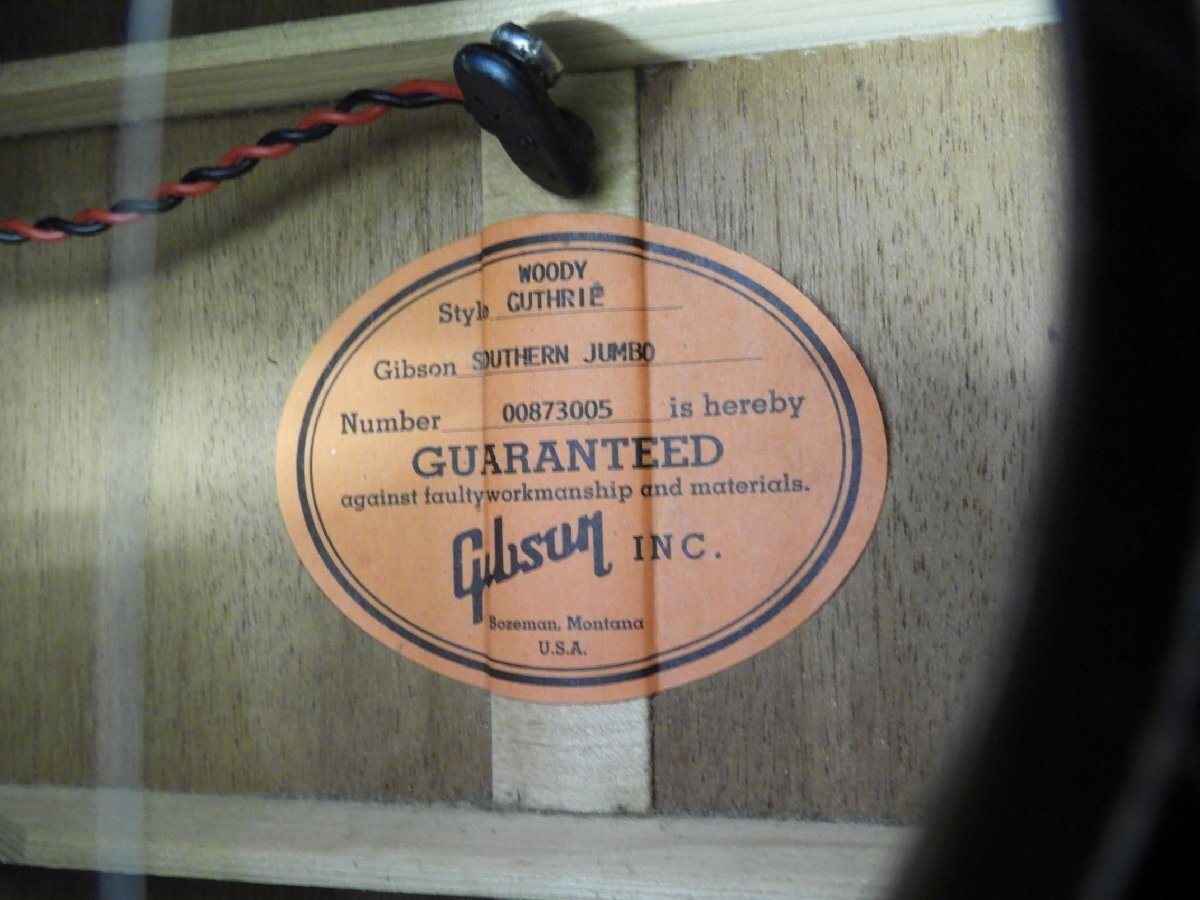 WOODY
Style GUTHRIE
Gibson SOUTHERN JUMBO
Number 00873005 is hereby
GUARANTEED
against faulty workmanship and materials.
Gibson INC.
Bozeman, Montana
U.S.A.